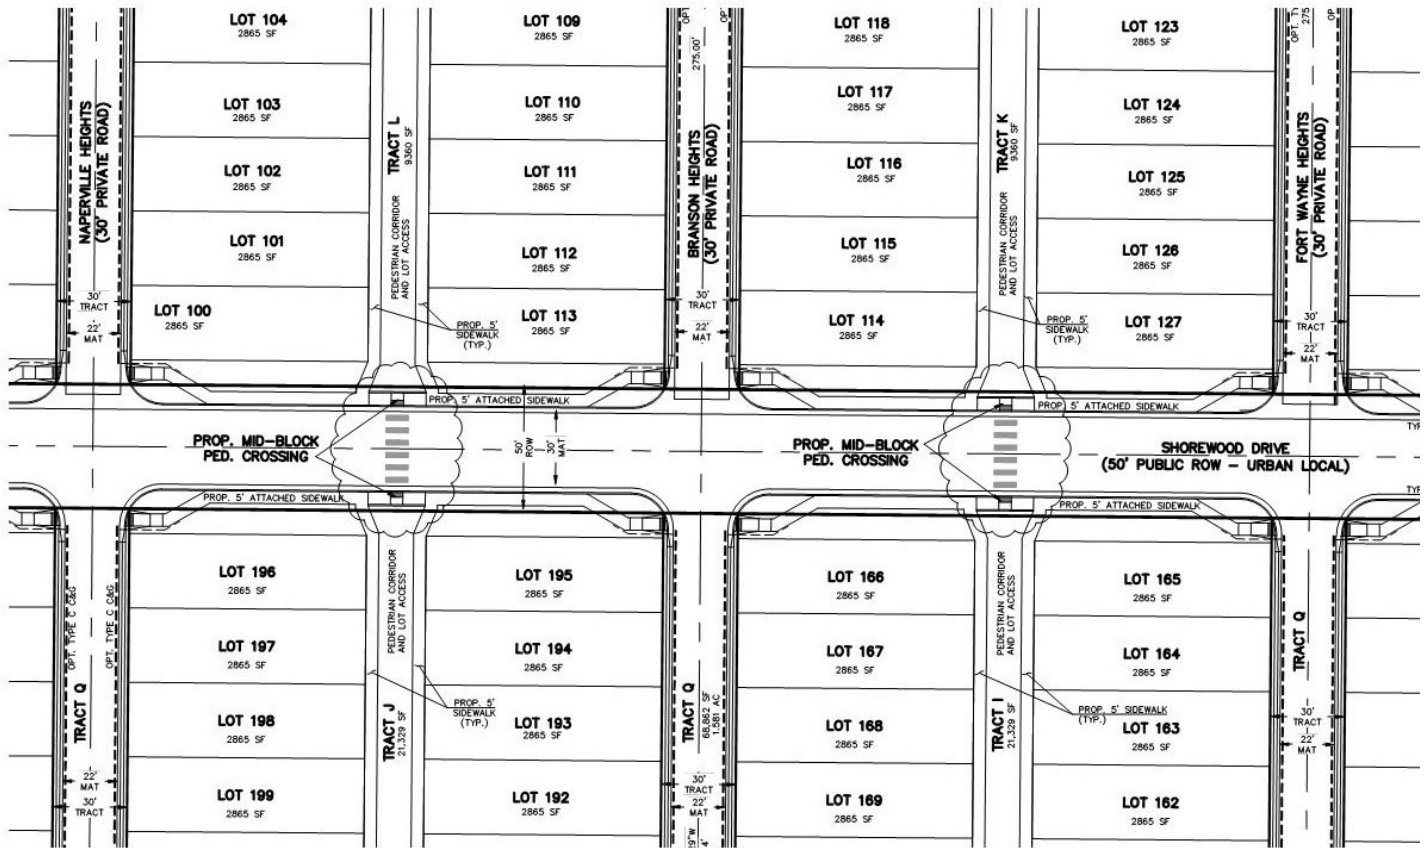 LOT 104
2865 SF
LOT 109
2865 SF
275.00'
LOT 118
2865 SF
LOT 123
2865 SF
OPT.
NAPERVILLE HEIGHTS
(30' PRIVATE ROAD)
LOT 103
2865 SF
TRACT L
9360 SF
LOT 110
2865 SF
BRANSON HEIGHTS
(30' PRIVATE ROAD)
LOT 117
2865 SF
TRACT K
9360 SF
LOT 124
2865 SF
FORT WAYNE HEIGHTS
(30' PRIVATE ROAD)
LOT 102
2865 SF
LOT 111
2865 SF
LOT 116
2865 SF
LOT 125
2865 SF
LOT 101
2865 SF
PEDESTRIAN CORRIDOR
AND LOT ACCESS
LOT 112
2865 SF
LOT 115
2865 SF
PEDESTRIAN CORRIDOR
AND LOT ACCESS
LOT 126
2865 SF
30'
TRACT
22'
MAT
LOT 100
2865 SF
PROP. 5'
SIDEWALK
(TYP.)
LOT 113
2865 SF
30'
TRACT
22'
MAT
LOT 114
2865 SF
PROP. 5'
SIDEWALK
(TYP.)
LOT 127
2865 SF
30'
TRACT
22'
MAT
PROP. 5' ATTACHED SIDEWALK
PROP. 5' ATTACHED SIDEWALK
PROP. MID-BLOCK
PED. CROSSING
50'
ROW
30'
MAT
PROP. MID-BLOCK
PED. CROSSING
SHOREWOOD DRIVE
(50' PUBLIC ROW - URBAN LOCAL)
TYP
TYP
PROP. 5' ATTACHED SIDEWALK
PROP. 5' ATTACHED SIDEWALK
OPT. TYPE C C&G
OPT. TYPE C C&G
LOT 196
2865 SF
PEDESTRIAN CORRIDOR
AND LOT ACCESS
LOT 195
2865 SF
LOT 166
2865 SF
PEDESTRIAN CORRIDOR
AND LOT ACCESS
LOT 165
2865 SF
LOT 197
2865 SF
LOT 194
2865 SF
LOT 167
2865 SF
LOT 164
2865 SF
TRACT Q
TRACT Q
LOT 198
2865 SF
TRACT J
21,329 SF
PROP. 5'
SIDEWALK
(TYP.)
LOT 193
2865 SF
TRACT Q
68,862 SF
1.581 AC
LOT 168
2865 SF
TRACT I
21,329 SF
PROP. 5' SIDEWALK
(TYP.)
LOT 163
2865 SF
30'
TRACT
22'
MAT
22'
MAT
30'
TRACT
LOT 199
2865 SF
LOT 192
2865 SF
30'
TRACT
22'
MAT
LOT 169
2865 SF
LOT 162
2865 SF